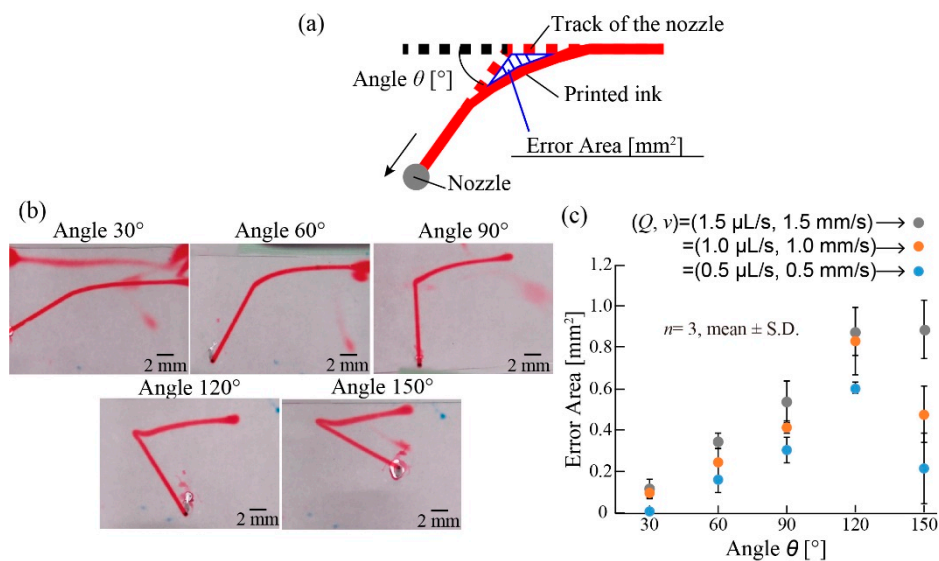 (a)
Track of the nozzle
Angle θ [°]
Printed ink
Error Area [mm²]
Nozzle
(b)
Angle 30°
Angle 60°
Angle 90°
2 mm
2 mm
2 mm
Angle 120°
Angle 150°
2 mm
2 mm
(c)
(Q, v)=(1.5 µL/s, 1.5 mm/s)
=(1.0 µL/s, 1.0 mm/s)
=(0.5 µL/s, 0.5 mm/s)
1.2
1.0
0.8
0.6
0.4
0.2
0
n= 3, mean ± S.D.
Error Area [mm²]
30
60
90
120
150
Angle θ [°]